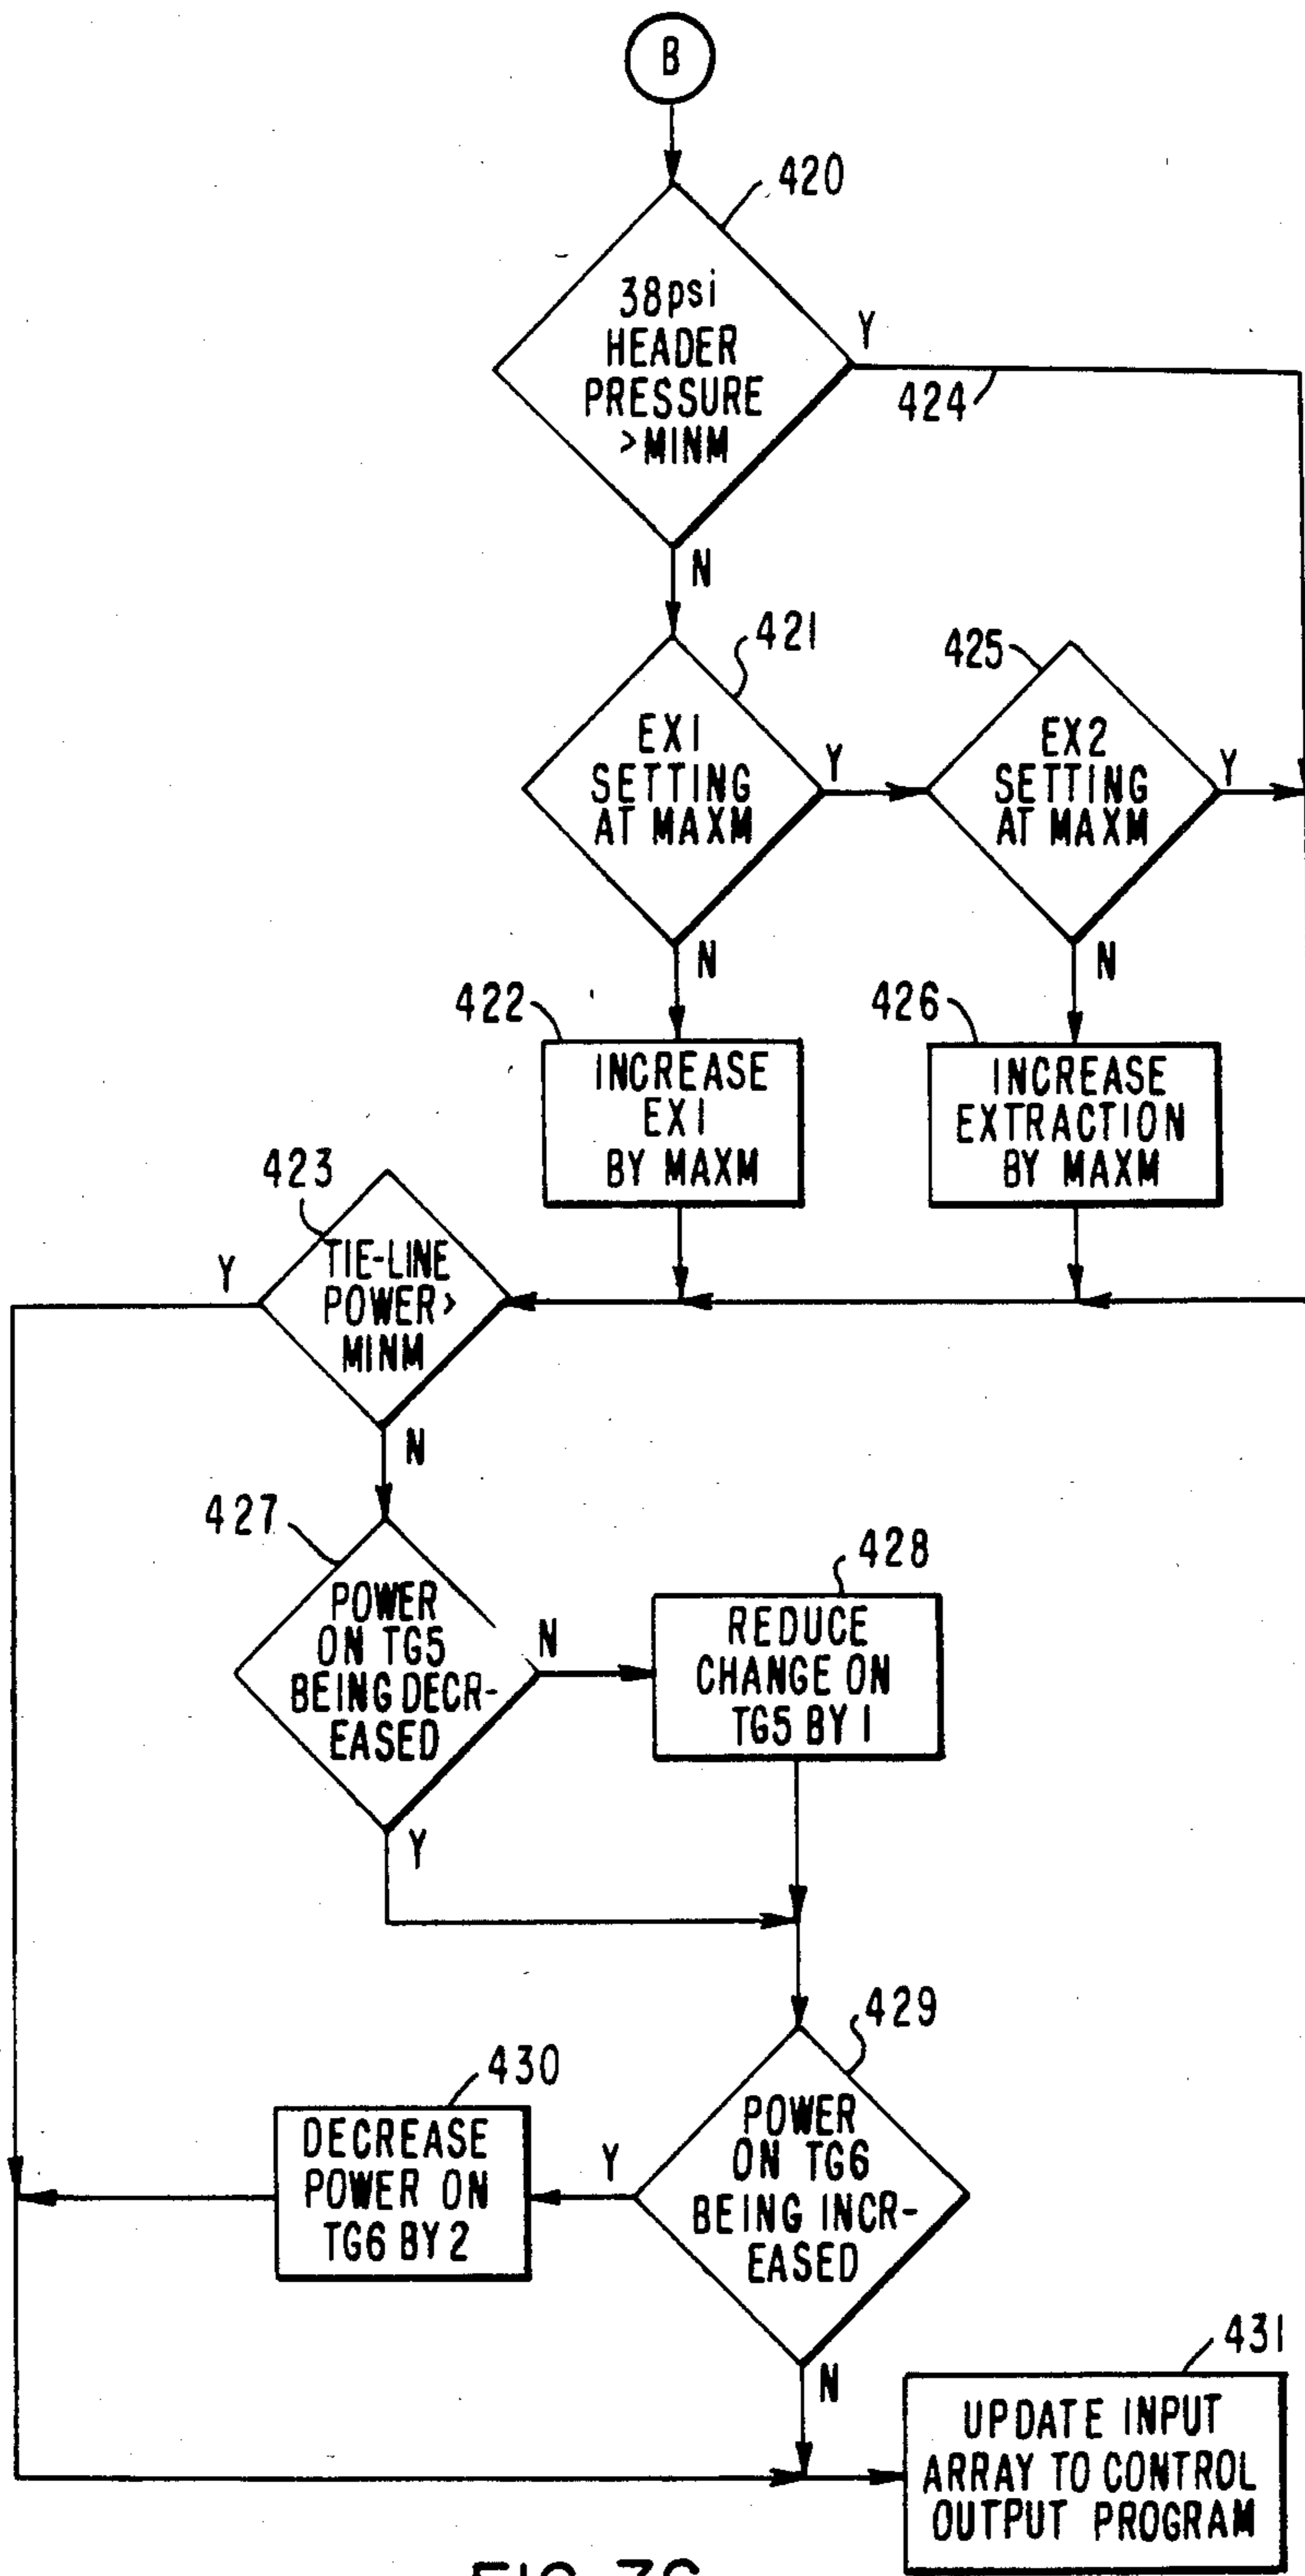 B
420
38psi
HEADER
PRESSURE
>MINM
Y
424
N
421
EX1
SETTING
AT MAXM
Y
425
EX2
SETTING
AT MAXM
Y
N
N
422
INCREASE
EX1
BY MAXM
426
INCREASE
EXTRACTION
BY MAXM
423
TIE-LINE
POWER>
MINM
Y
N
427
POWER
ON TG5
BEING DECR-
EASED
N
428
REDUCE
CHANGE ON
TG5 BY 1
Y
429
POWER
ON TG6
BEING INCR-
EASED
Y
430
DECREASE
POWER ON
TG6 BY 2
N
431
UPDATE INPUT
ARRAY TO CONTROL
OUTPUT PROGRAM